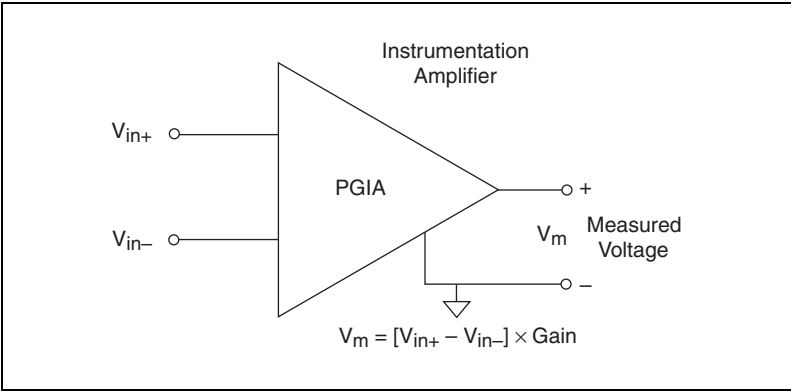 Instrumentation
Amplifier
Vin+
PGIA
+
Vm
Measured
Voltage
Vin–
–
Vm = [Vin+ – Vin–] × Gain